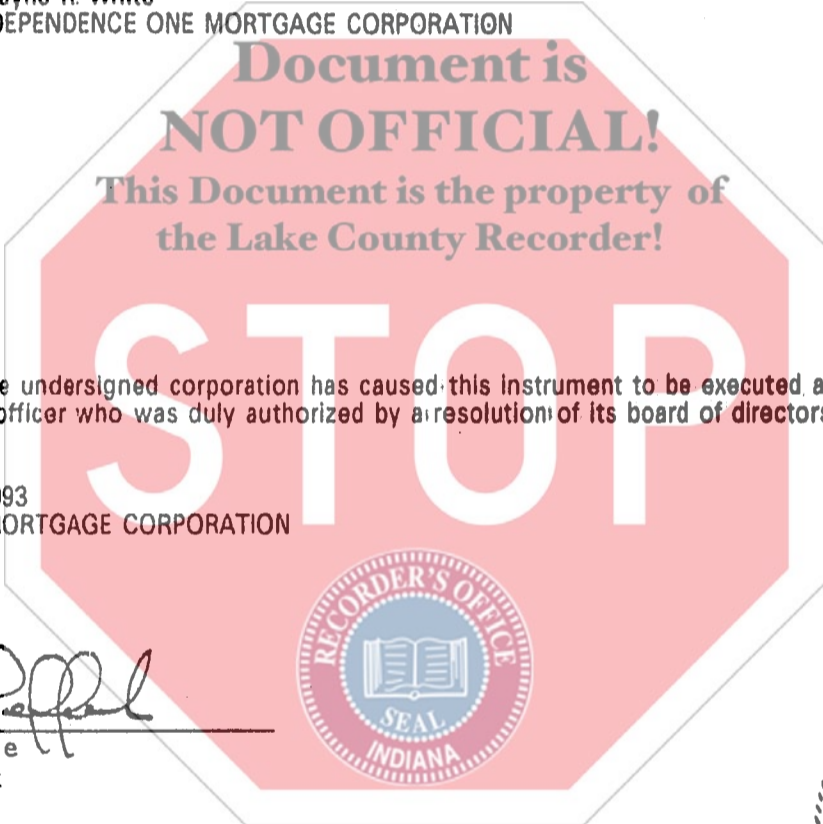 DEPENDENCE ONE MORTGAGE CORPORATION
Document is
NOT OFFICIAL!
This Document is the property of
the Lake County Recorder!
STOP
e undersigned corporation has caused this instrument to be executed a
officer who was duly authorized by a resolution of its board of directors
93
ORTGAGE CORPORATION
RECORDER'S OFFICE
SEAL
INDIANA
e